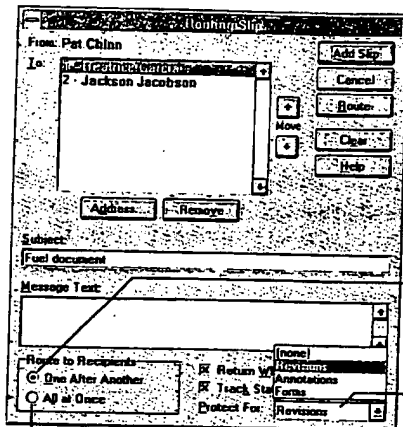 Routing Slip
From: Pat Chinn
Add Slip
To:
Cancel
2 - Jackson Jacobson
Route
Move
Clear
Help
Address...
Remove
Subject:
Fuel document
Message Text:
[none]
Revisions
Annotations
Forms
Route to Recipients
One After Another
All at Once
Return
Track
Protect For:
Revisions